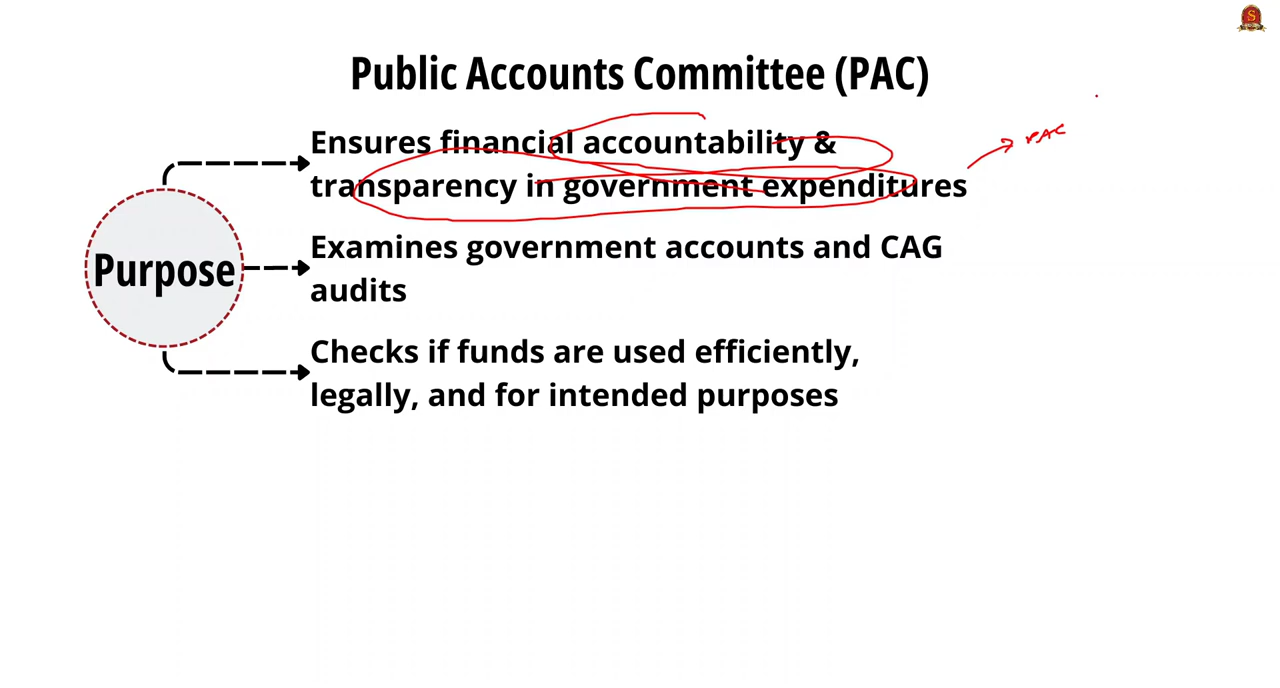 Public Accounts Committee (PAC)
Ensures financial accountability &
transparency in government expenditures
PAC
Purpose
Examines government accounts and CAG
audits
Checks if funds are used efficiently,
legally, and for intended purposes